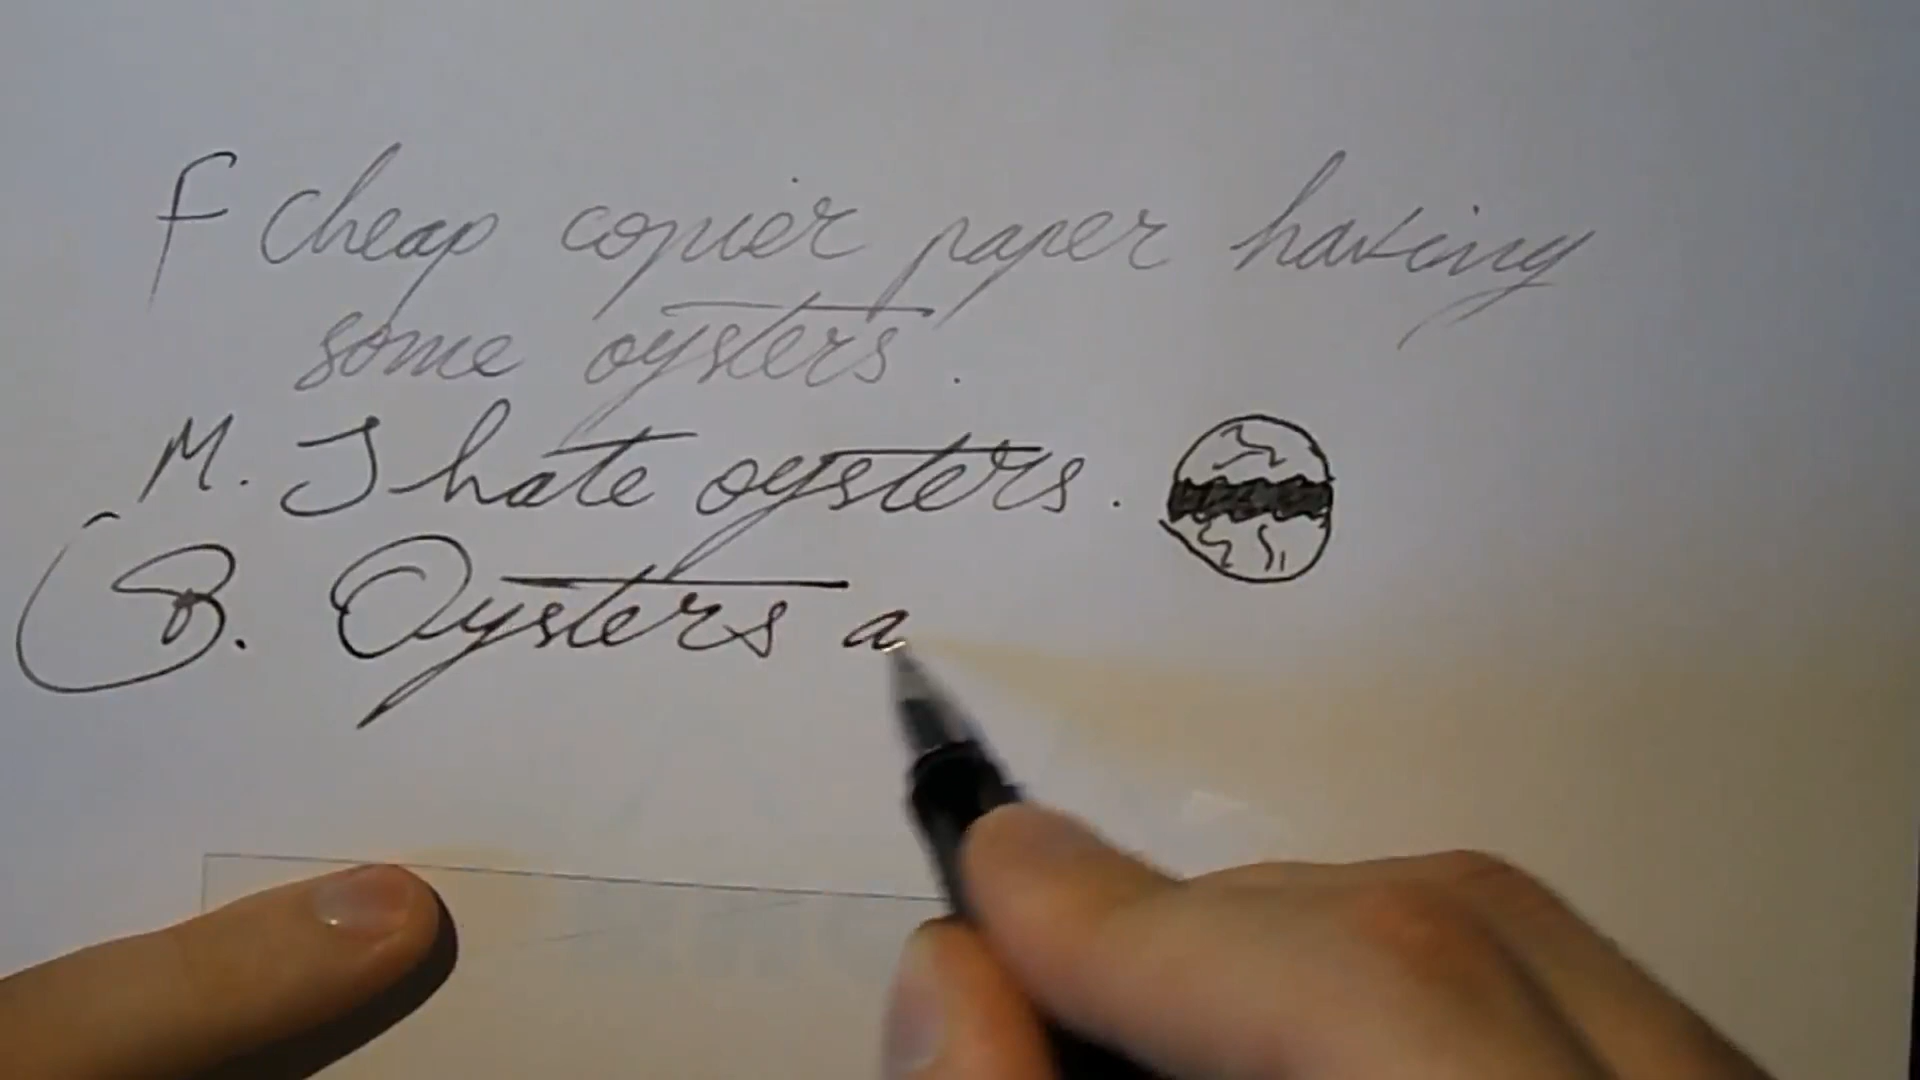 F Cheap copier paper having
some oysters.
M. I hate oysters.
B. Oysters a